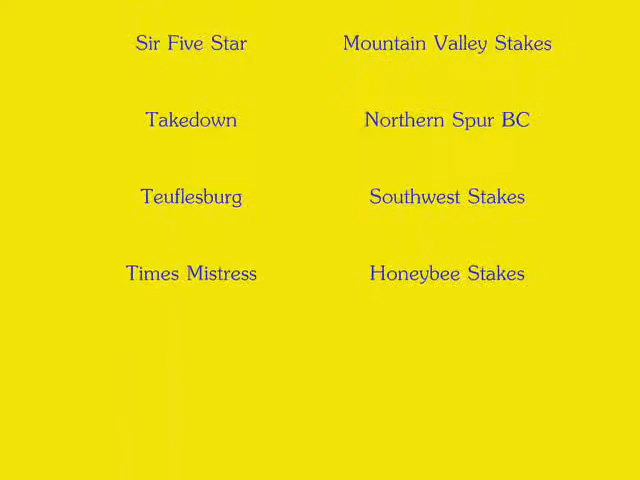 Sir Five Star Mountain Valley Stakes
Takedown Northern Spur BC
Teuflesburg Southwest Stakes
Times Mistress Honeybee Stakes